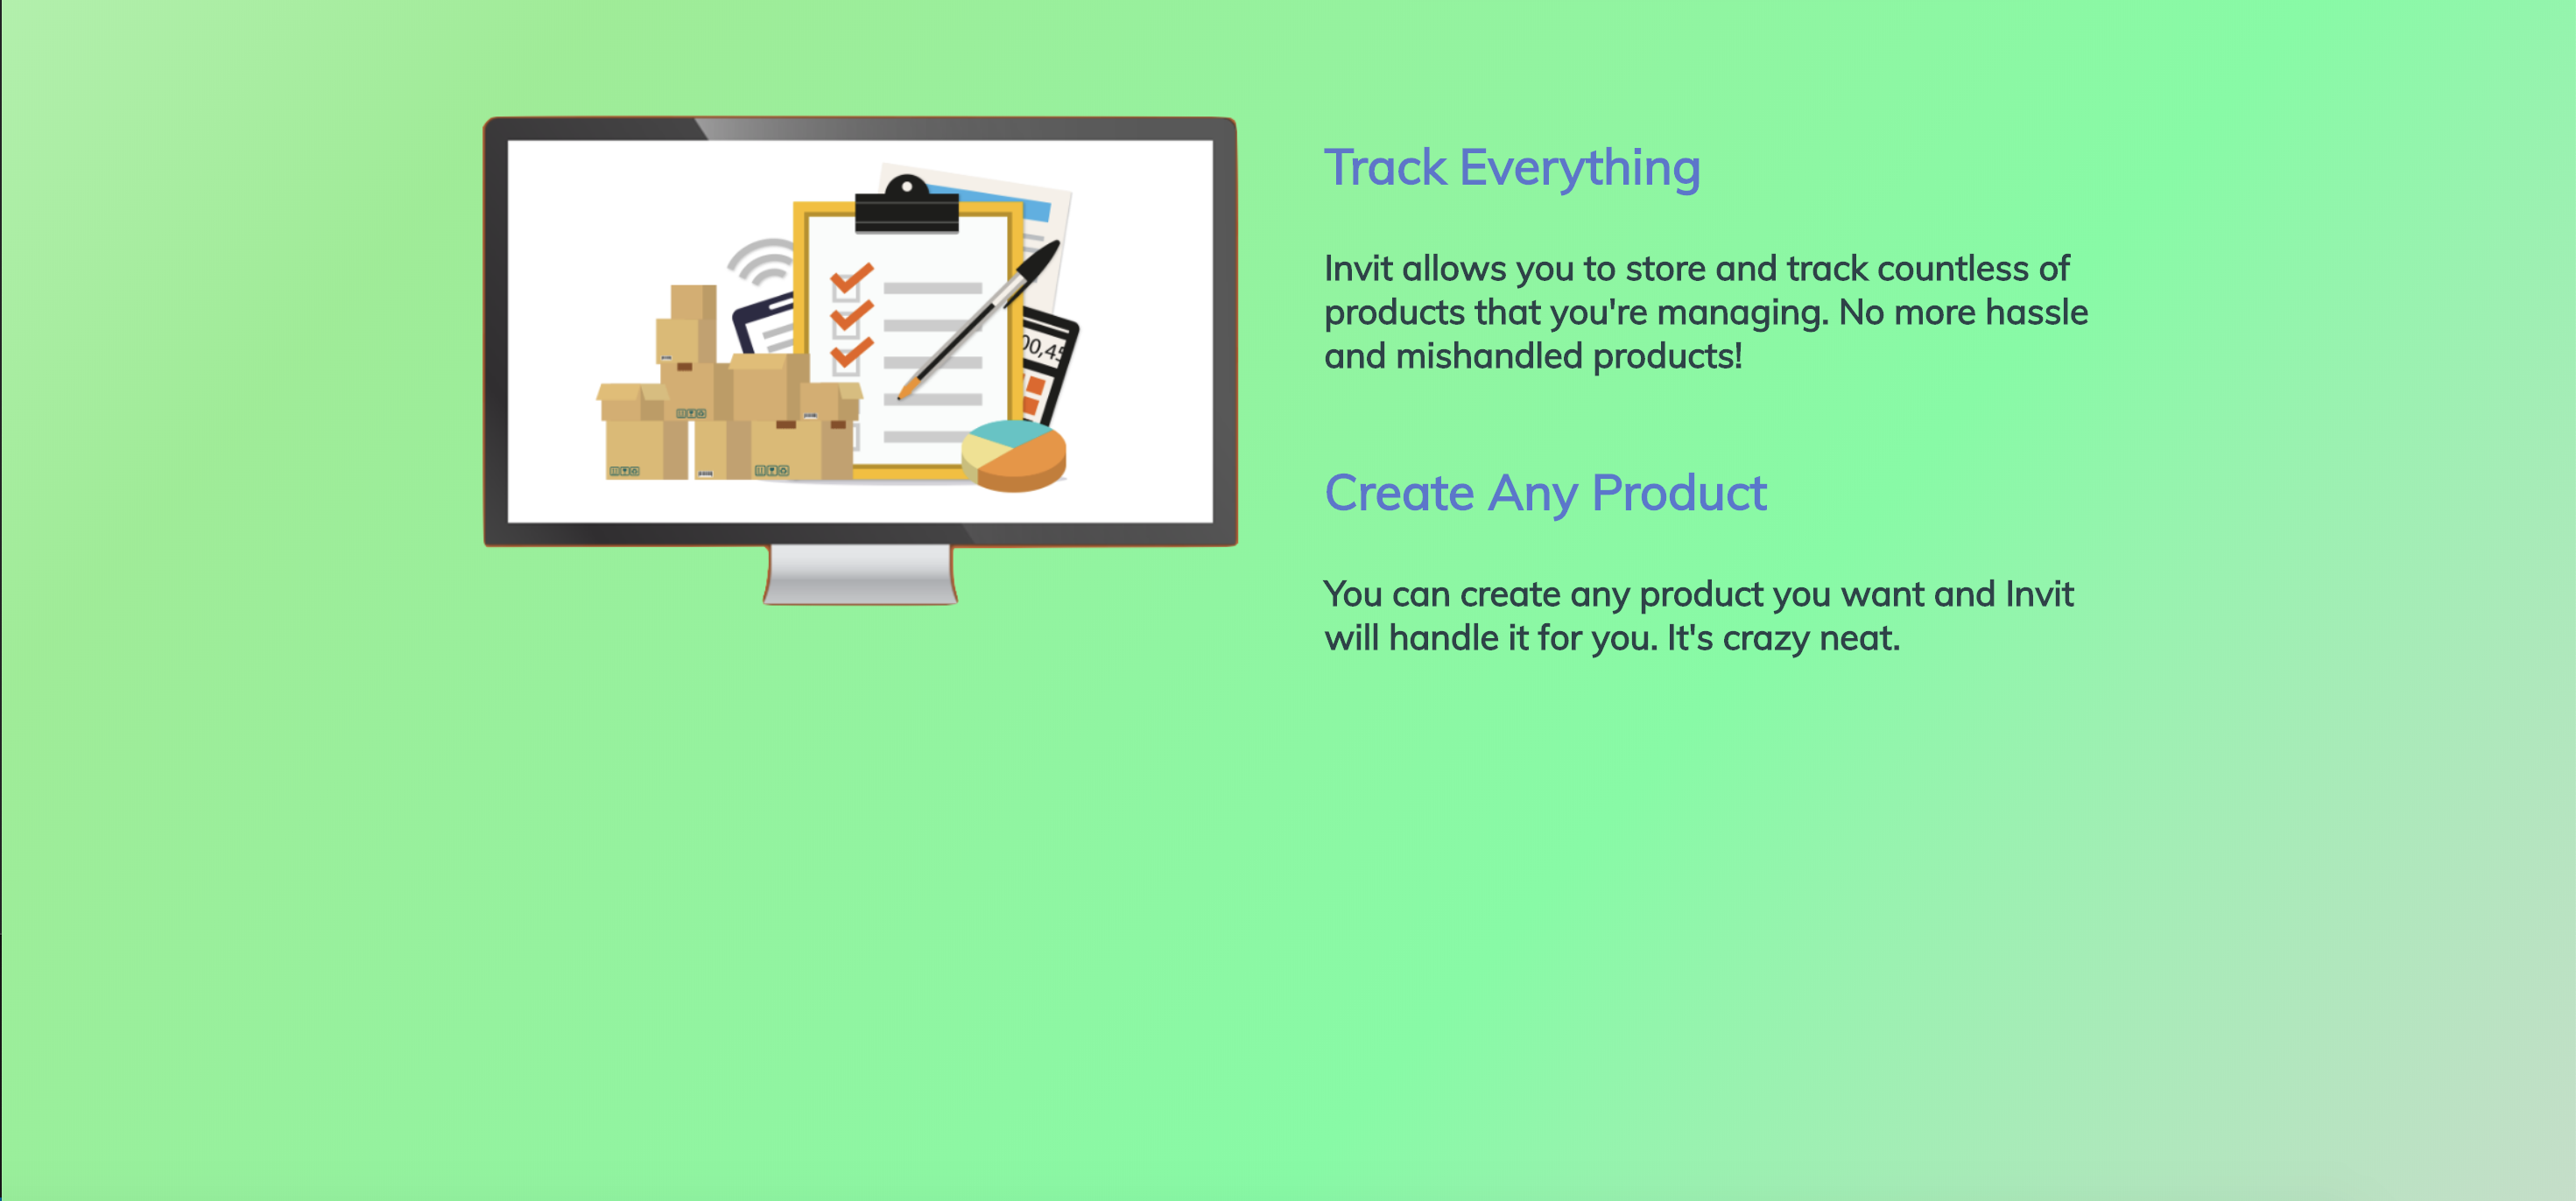 Track Everything
Invit allows you to store and track countless of
products that you're managing. No more hassle
and mishandled products!
00,45
Create Any Product
You can create any product you want and Invit
will handle it for you. It's crazy neat.